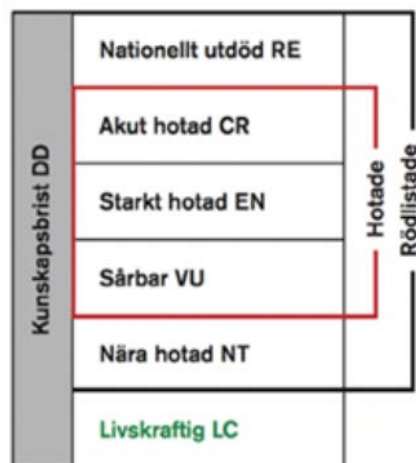 Kunskapsbrist DD
Nationellt utdöd RE
Akut hotad CR
Starkt hotad EN
Sårbar VU
Nära hotad NT
Livskraftig LC
Hotade
Rödlistade